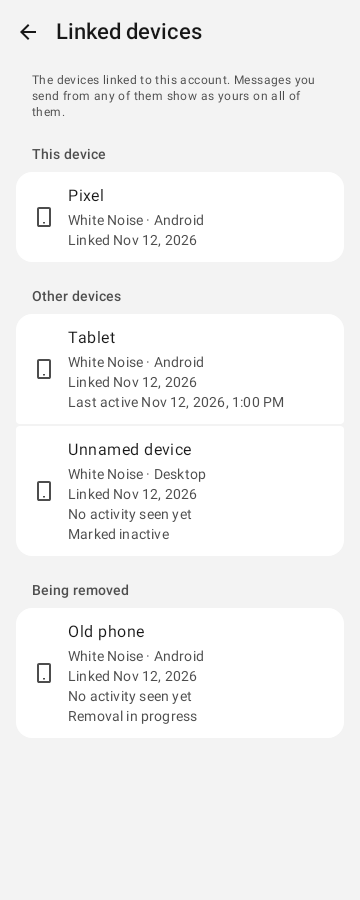 Linked devices
The devices linked to this account. Messages you
send from any of them show as yours on all of
them.
This device
Pixel
White Noise · Android
Linked Nov 12, 2026
Other devices
Tablet
White Noise · Android
Linked Nov 12, 2026
Last active Nov 12, 2026, 1:00 PM
Unnamed device
White Noise · Desktop
Linked Nov 12, 2026
No activity seen yet
Marked inactive
Being removed
Old phone
White Noise · Android
Linked Nov 12, 2026
No activity seen yet
Removal in progress